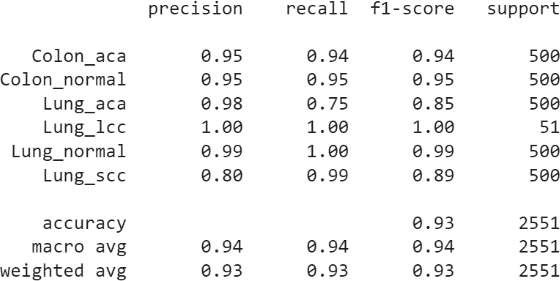 precision recall f1-score support
Colon_aca 0.95 0.94 0.94 500
Colon_normal 0.95 0.95 0.95 500
Lung_aca 0.98 0.75 0.85 500
Lung_lcc 1.00 1.00 1.00 51
Lung_normal 0.99 1.00 0.99 500
Lung_scc 0.80 0.99 0.89 500
accuracy 0.93 2551
macro avg 0.94 0.94 0.94 2551
weighted avg 0.93 0.93 0.93 2551